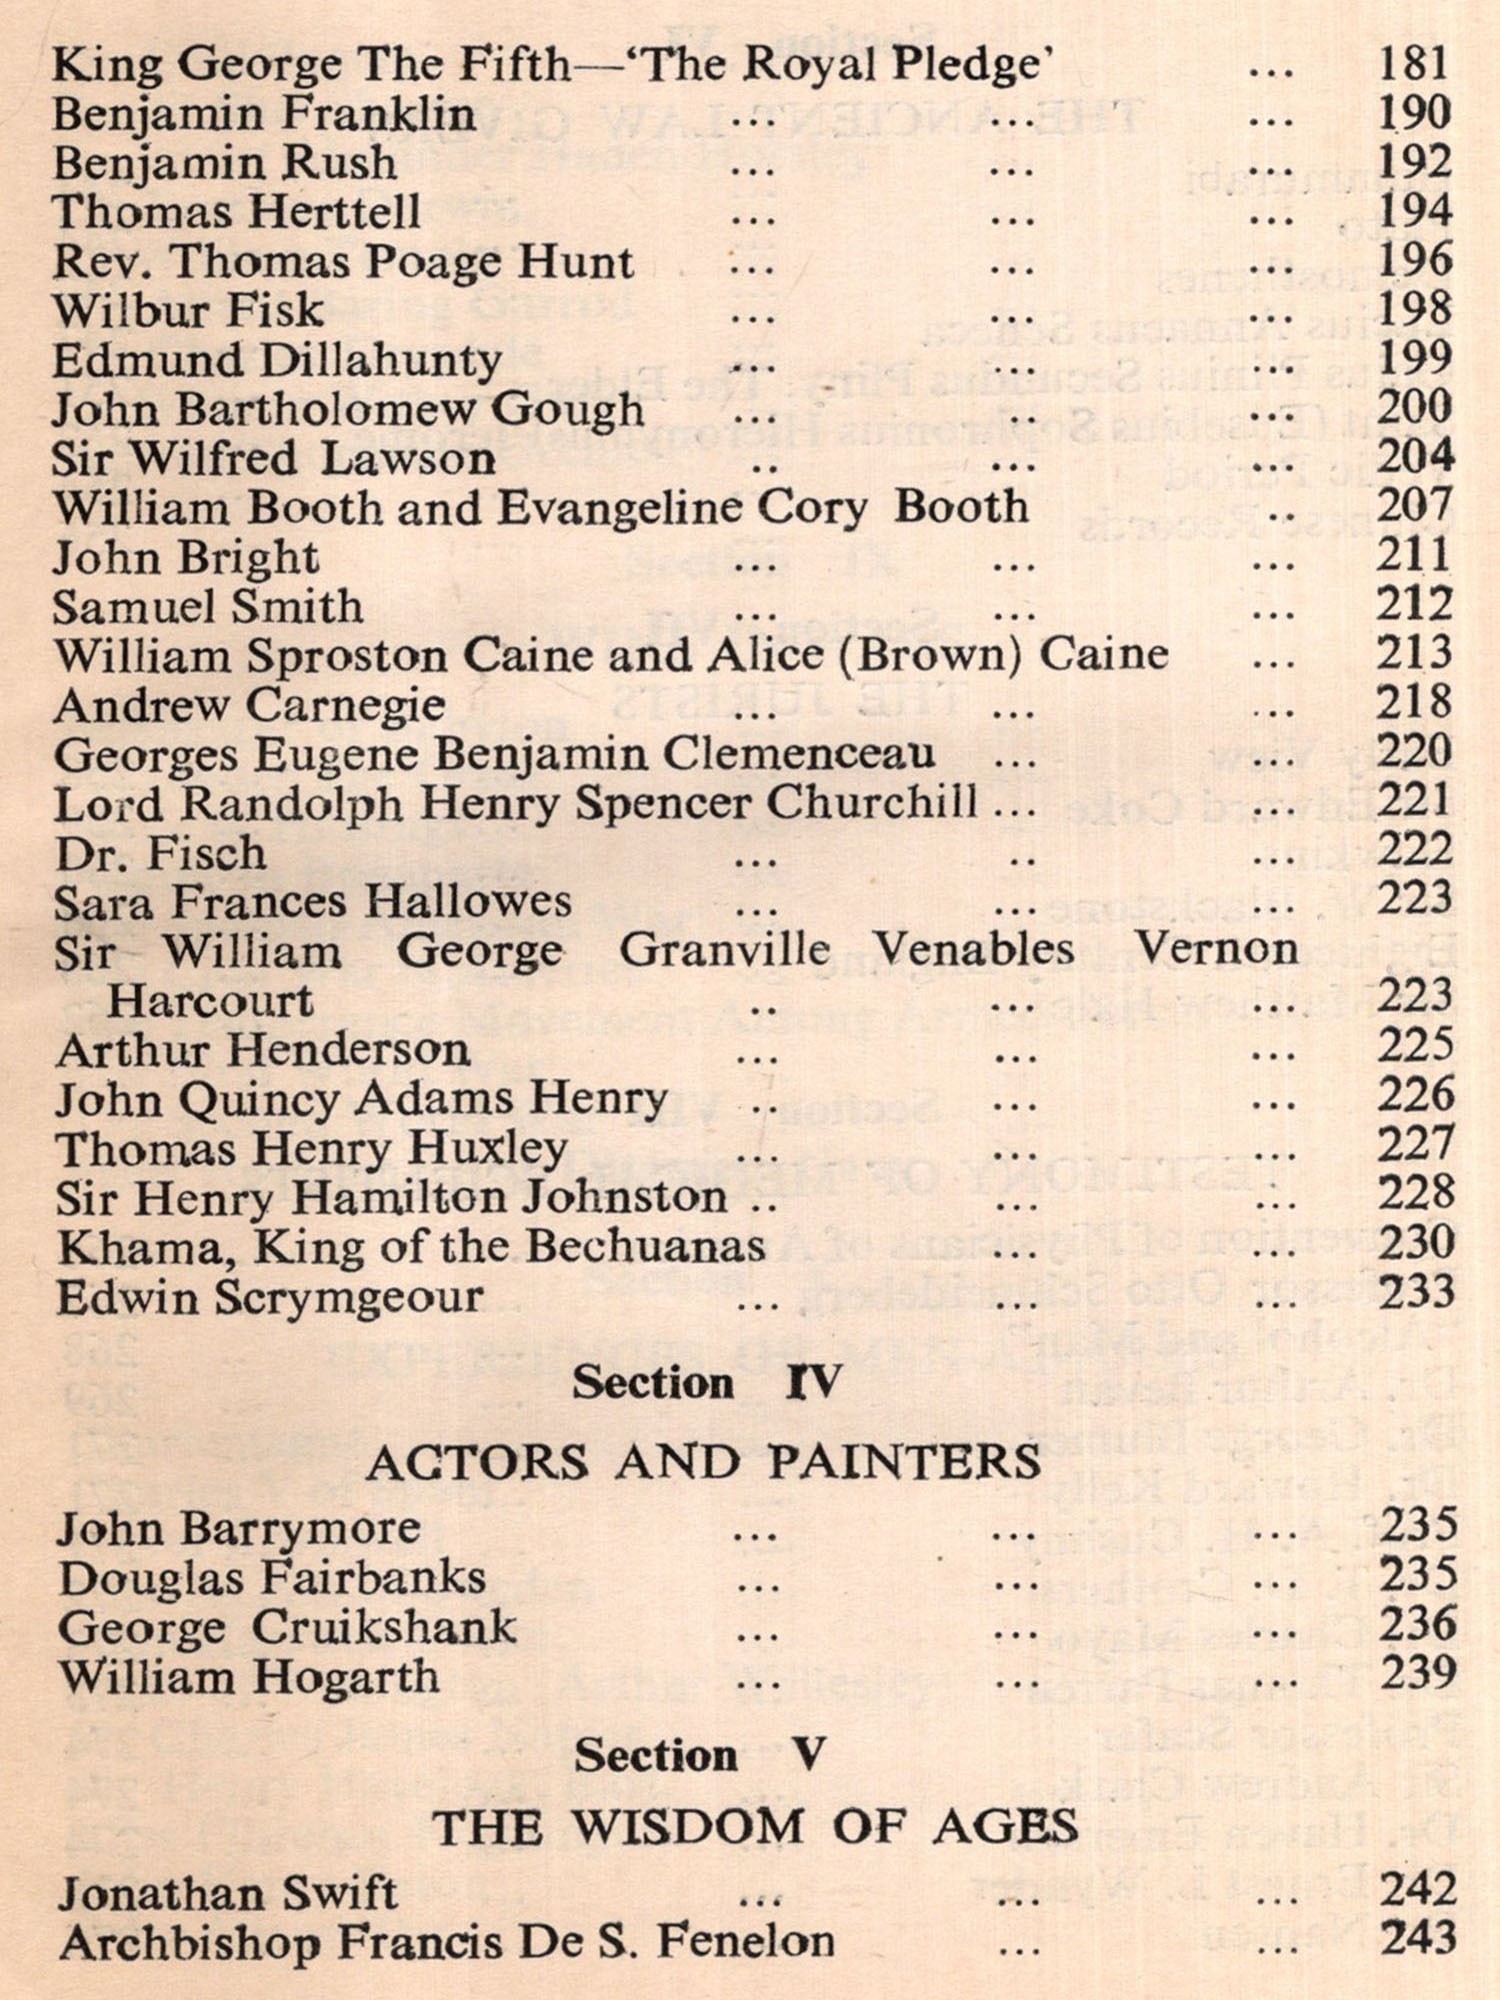 King George The Fifth—‘The Royal Pledge’ ... 181
Benjamin Franklin ... ... ... 190
Benjamin Rush ... ... ... 192
Thomas Herttell ... ... ... 194
Rev. Thomas Poage Hunt ... ... ... 196
Wilbur Fisk ... ... ... 198
Edmund Dillahunty ... ... ... 199
John Bartholomew Gough ... .. ... 200
Sir Wilfred Lawson .. ... ... 204
William Booth and Evangeline Cory Booth .. 207
John Bright ... ... ... 211
Samuel Smith ... ... ... 212
William Sproston Caine and Alice (Brown) Caine ... 213
Andrew Carnegie ... ... ... 218
Georges Eugene Benjamin Clemenceau ... ... 220
Lord Randolph Henry Spencer Churchill ... ... 221
Dr. Fisch ... .. ... 222
Sara Frances Hallowes ... ... ... 223
Sir William George Granville Venables Vernon
Harcourt .. ... ... 223
Arthur Henderson ... ... ... 225
John Quincy Adams Henry .. ... ... 226
Thomas Henry Huxley ... ... ... 227
Sir Henry Hamilton Johnston .. ... ... 228
Khama, King of the Bechuanas ... ... 230
Edwin Scrymgeour ... ... ... 233
Section IV
ACTORS AND PAINTERS
John Barrymore ... ... ... 235
Douglas Fairbanks ... ... ... 235
George Cruikshank ... ... ... 236
William Hogarth ... ... ... 239
Section V
THE WISDOM OF AGES
Jonathan Swift ... ... ... 242
Archbishop Francis De S. Fenelon ... ... 243